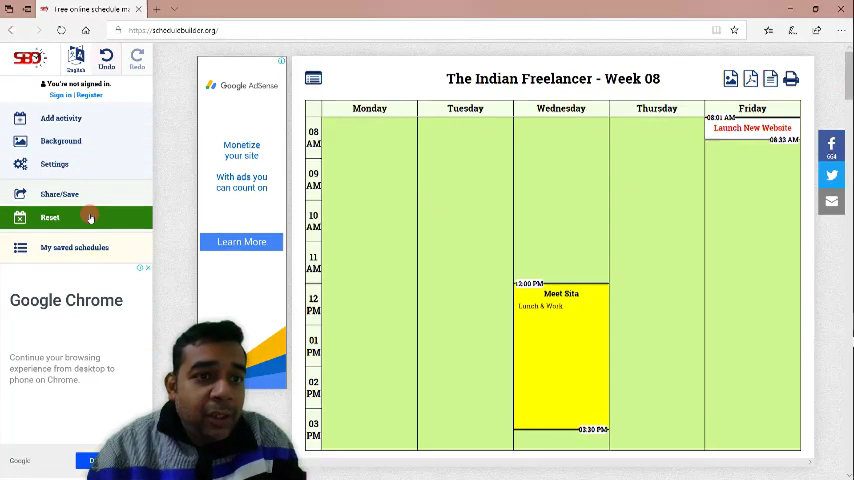 Free online schedule ma
https://schedulebuilder.org/
SBO
English
Undo
Redo
You're not signed in.
Sign in | Register
Add activity
Background
Settings
Share/Save
Reset
My saved schedules
Google Chrome
Continue your browsing
experience from desktop to
phone on Chrome.
Google
D
Google AdSense
Monetize
your site
With ads you
can count on
Learn More
The Indian Freelancer - Week 08
Monday
Tuesday
Wednesday
Thursday
Friday
08
AM
09
AM
10
AM
11
AM
12
PM
01
PM
02
PM
03
PM
08:01 AM
Launch New Website
08:33 AM
12:00 PM
Meet Sita
Lunch & Work
03:30 PM
664